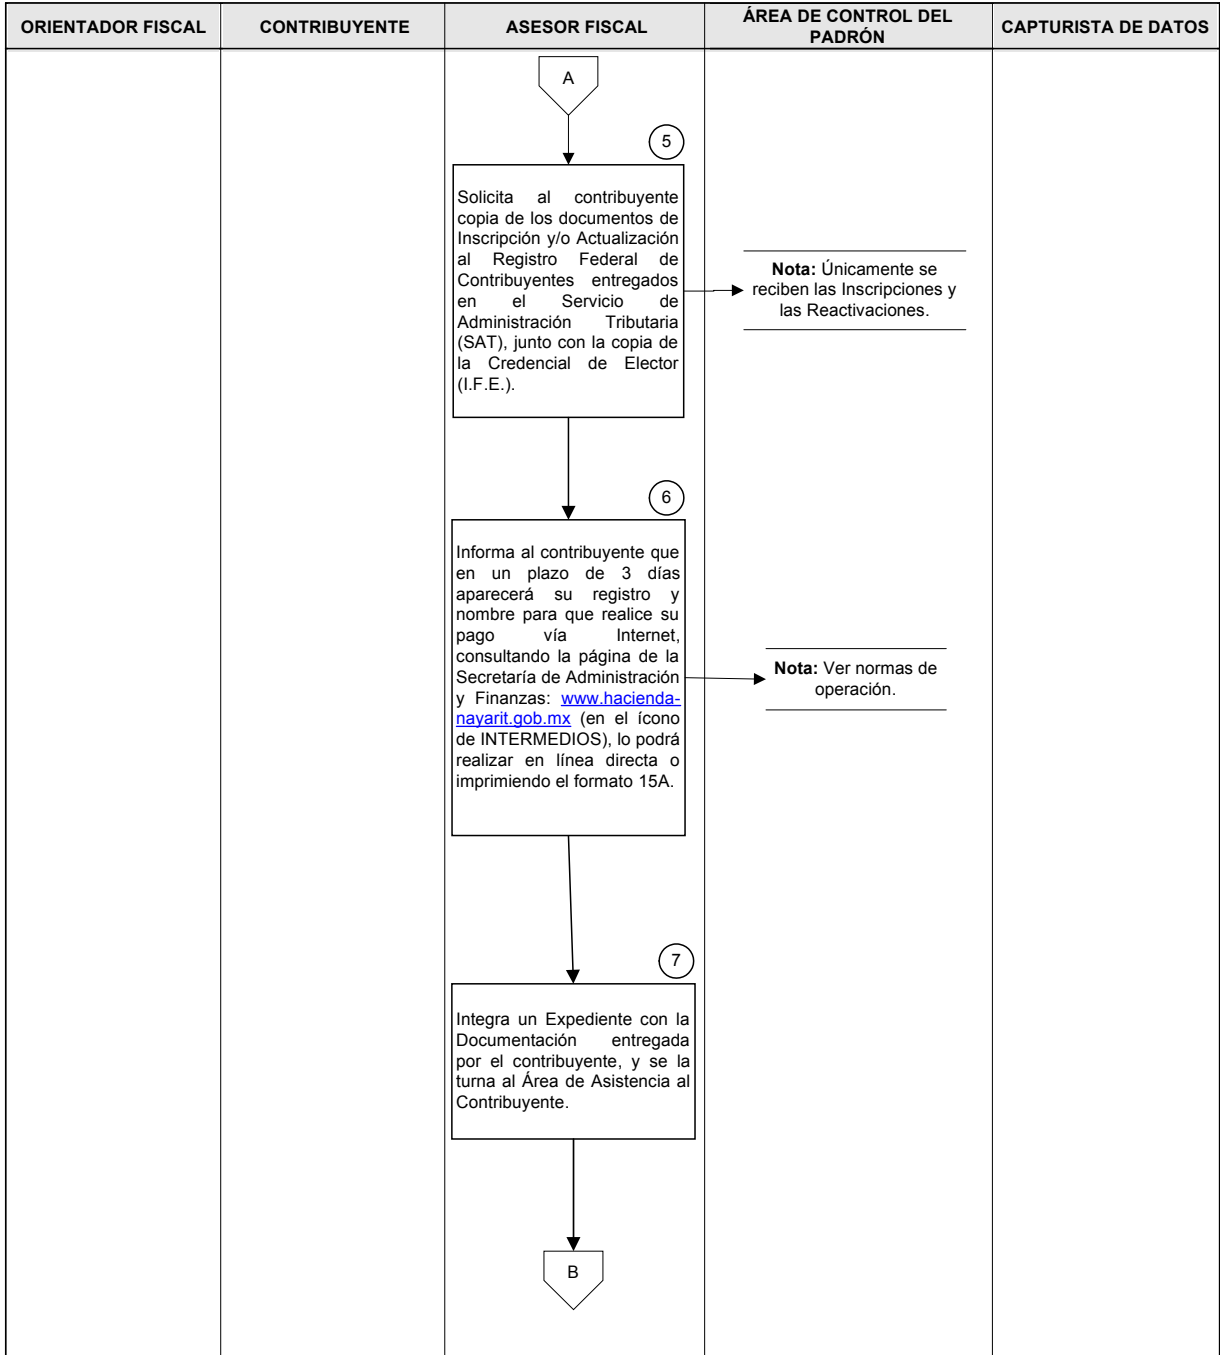 ORIENTADOR FISCAL
CONTRIBUYENTE
ASESOR FISCAL
ÁREA DE CONTROL DEL
PADRÓN
CAPTURISTA DE DATOS
A
5
Solicita al contribuyente
copia de los documentos de
Inscripción y/o Actualización
al Registro Federal de
Contribuyentes entregados
en el Servicio de
Administración Tributaria
(SAT), junto con la copia de
la Credencial de Elector
(I.F.E.).
Nota: Únicamente se
reciben las Inscripciones y
las Reactivaciones.
6
Informa al contribuyente que
en un plazo de 3 días
aparecerá su registro y
nombre para que realice su
pago vía Internet,
consultando la página de la
Secretaría de Administración
y Finanzas: www.hacienda-
nayarit.gob.mx (en el ícono
de INTERMEDIOS), lo podrá
realizar en línea directa o
imprimiendo el formato 15A.
Nota: Ver normas de
operación.
7
Integra un Expediente con la
Documentación entregada
por el contribuyente, y se la
turna al Área de Asistencia al
Contribuyente.
B